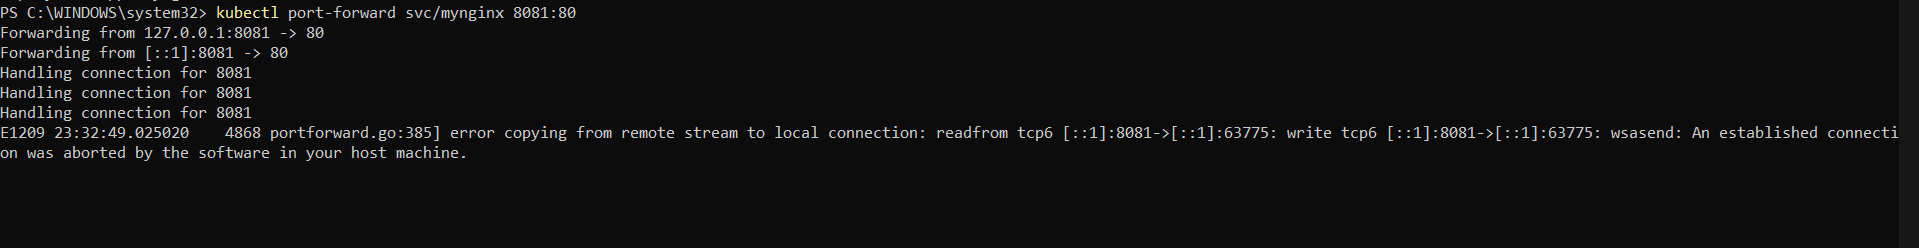 PS C:\WINDOWS\system32> kubectl port-forward svc/mynginx 8081:80
Forwarding from 127.0.0.1:8081 -> 80
Forwarding from [::1]:8081 -> 80
Handling connection for 8081
Handling connection for 8081
Handling connection for 8081
E1209 23:32:49.025020    4868 portforward.go:385] error copying from remote stream to local connection: readfrom tcp6 [::1]:8081->[::1]:63775: write tcp6 [::1]:8081->[::1]:63775: wsasend: An established connecti
on was aborted by the software in your host machine.